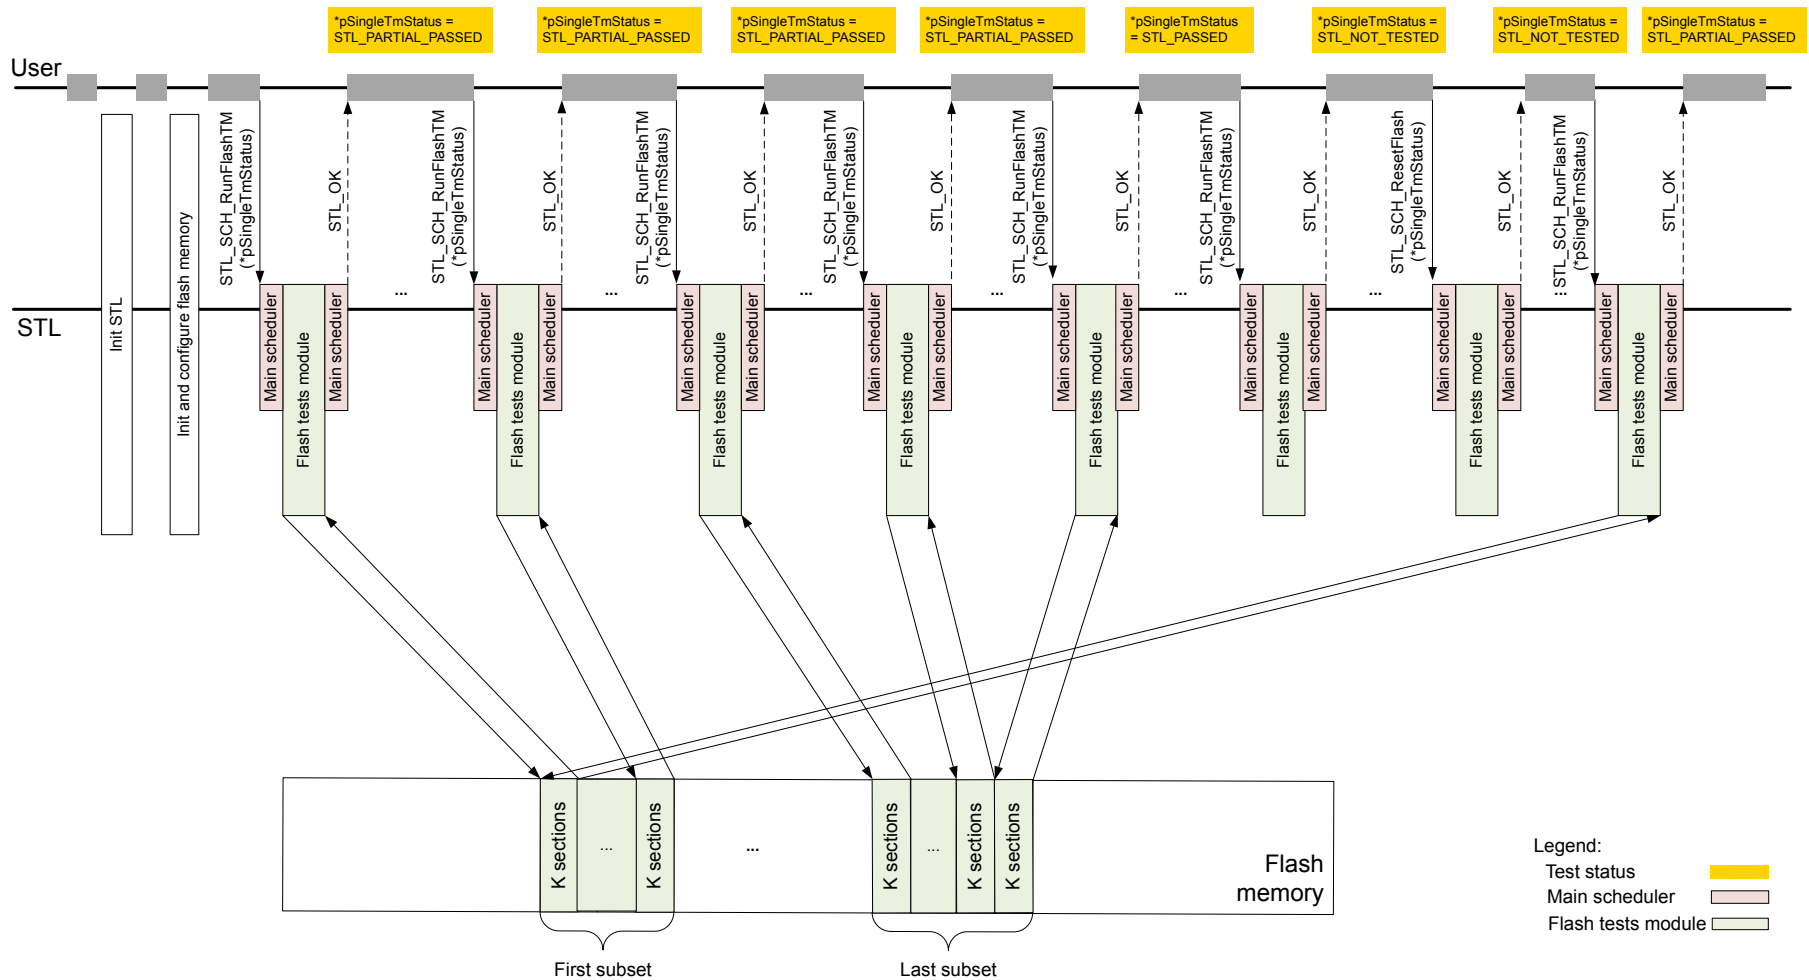 *pSingleTmStatus =
STL_PARTIAL_PASSED
*pSingleTmStatus =
STL_PARTIAL_PASSED
*pSingleTmStatus =
STL_PARTIAL_PASSED
*pSingleTmStatus =
STL_PARTIAL_PASSED
*pSingleTmStatus
= STL_PASSED
*pSingleTmStatus =
STL_NOT_TESTED
*pSingleTmStatus =
STL_NOT_TESTED
*pSingleTmStatus =
STL_PARTIAL_PASSED
User
STL_SCH_RunFlashTM
(*pSingleTmStatus)
STL_OK
STL_SCH_RunFlashTM
(*pSingleTmStatus)
STL_OK
STL_SCH_RunFlashTM
(*pSingleTmStatus)
STL_OK
STL_SCH_RunFlashTM
(*pSingleTmStatus)
STL_OK
STL_SCH_RunFlashTM
(*pSingleTmStatus)
STL_OK
STL_SCH_RunFlashTM
(*pSingleTmStatus)
STL_OK
STL_SCH_ResetFlash
(*pSingleTmStatus)
STL_OK
STL_SCH_RunFlashTM
(*pSingleTmStatus)
STL_OK
...
...
...
...
...
...
...
STL
Init STL
Init and configure flash memory
Main scheduler
Flash tests module
Main scheduler
Main scheduler
Flash tests module
Main scheduler
Main scheduler
Flash tests module
Main scheduler
Main scheduler
Flash tests module
Main scheduler
Main scheduler
Flash tests module
Main scheduler
Main scheduler
Flash tests module
Main scheduler
Main scheduler
Flash tests module
Main scheduler
Main scheduler
Flash tests module
Main scheduler
K sections
...
K sections
...
K sections
...
K sections
K sections
Flash
memory
First subset
Last subset
Legend:
Test status
Main scheduler
Flash tests module